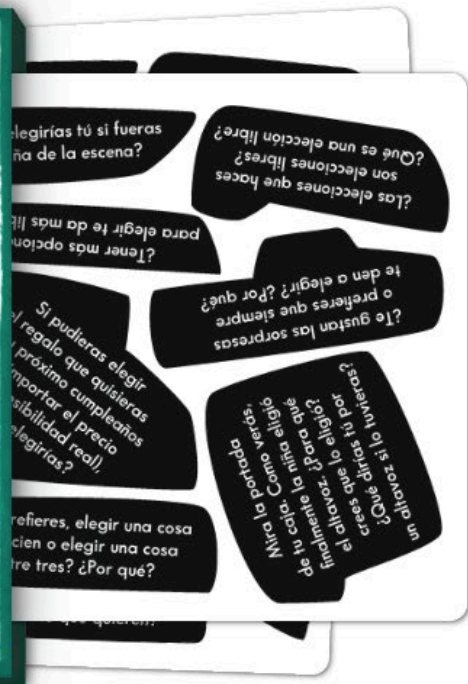 elegirías tú si fueras
ña de la escena?
¿Las elecciones que haces
son elecciones libres?
¿Qué es una elección libre?
¿Tener más opcion
para elegir te da más li
¿Te gustan las sorpresas
o prefieres que siempre
te den a elegir? ¿Por qué?
Si pudieras elegir
l regalo que quisieras
próximo cumpleaños
mportar el precio
sibilidad real),
elegirías?
Mira la portada
de tu caja. Como verás,
finalmente la niña eligió
el altavoz. ¿Para qué
crees que lo eligió?
¿Qué dirías tú por
un altavoz si lo tuvieras?
refieres, elegir una cosa
cien o elegir una cosa
tre tres? ¿Por qué?